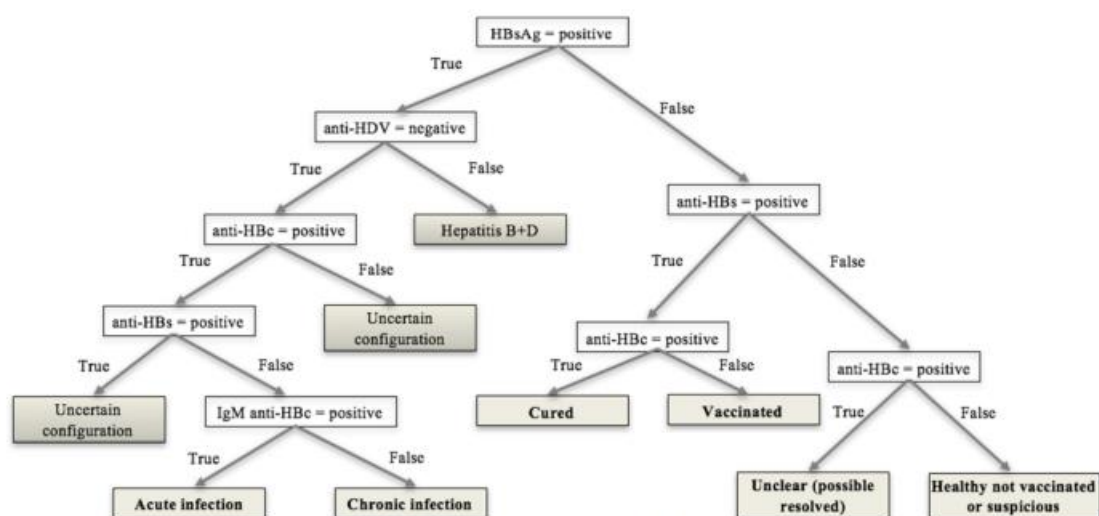 HBsAg = positive
True
False
anti-HDV = negative
True
False
anti-HBs = positive
anti-HBc = positive
Hepatitis B+D
True
False
True
False
anti-HBs = positive
Uncertain
configuration
anti-HBc = positive
anti-HBc = positive
True
False
True
False
True
False
Uncertain
configuration
IgM anti-HBc = positive
Cured
Vaccinated
True
False
Acute infection
Chronic infection
Unclear (possible
resolved)
Healthy not vaccinated
or suspicious